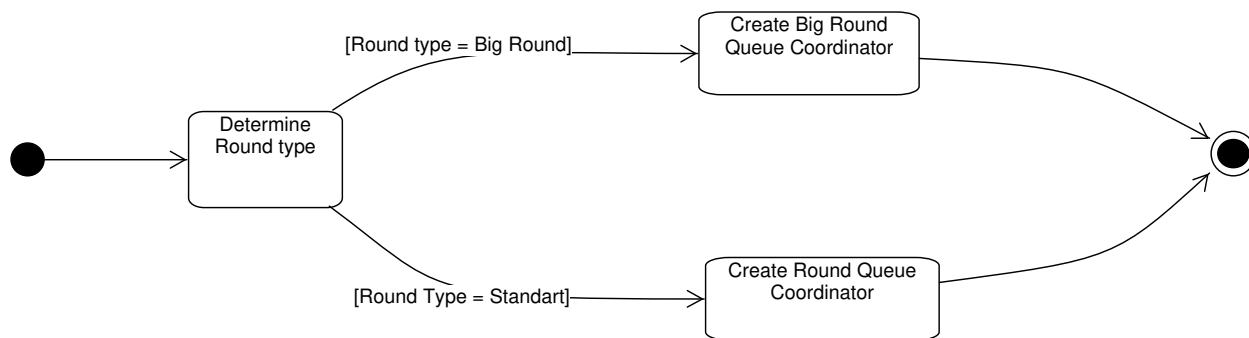 Create Big Round
Queue Coordinator
[Round type = Big Round]
Determine
Round type
Create Round Queue
Coordinator
[Round Type = Standart]